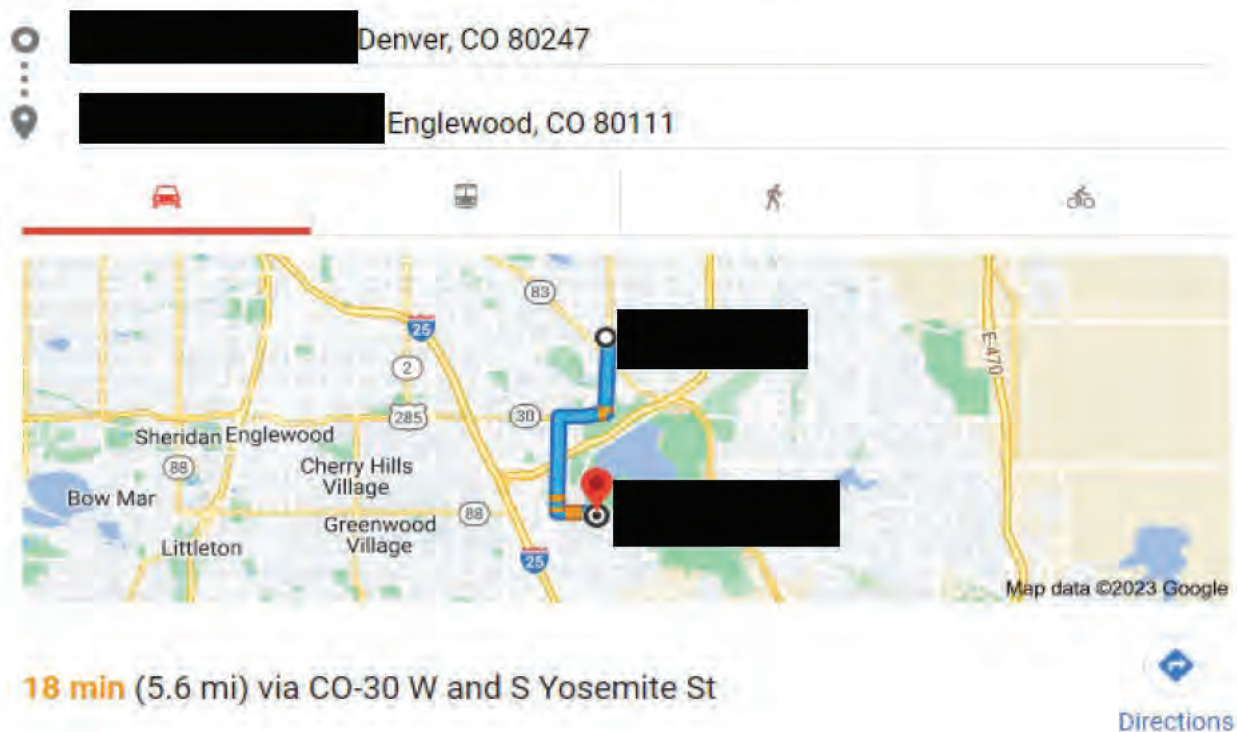 Denver, CO 80247
Englewood, CO 80111
83
25
2
E-470
285
30
Sheridan Englewood
88
Cherry Hills
Village
Bow Mar
88
Greenwood
Village
Littleton
25
Map data ©2023 Google
18 min (5.6 mi) via CO-30 W and S Yosemite St
Directions